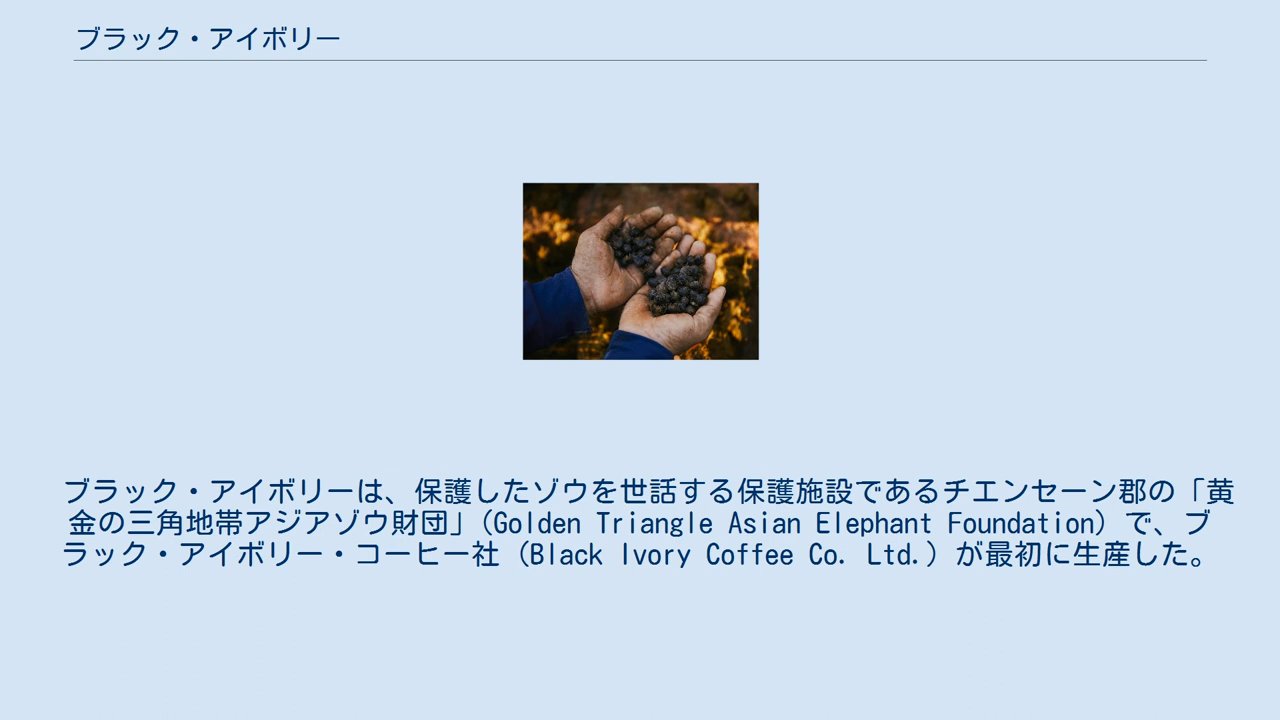 ブラック・アイボリー
ブラック・アイボリーは、保護したゾウを世話する保護施設であるチエンセーン郡の「黄
金の三角地帯アジアゾウ財団」(Golden Triangle Asian Elephant Foundation) で、ブ
ラック・アイボリー・コーヒー社（Black Ivory Coffee Co. Ltd.）が最初に生産した。